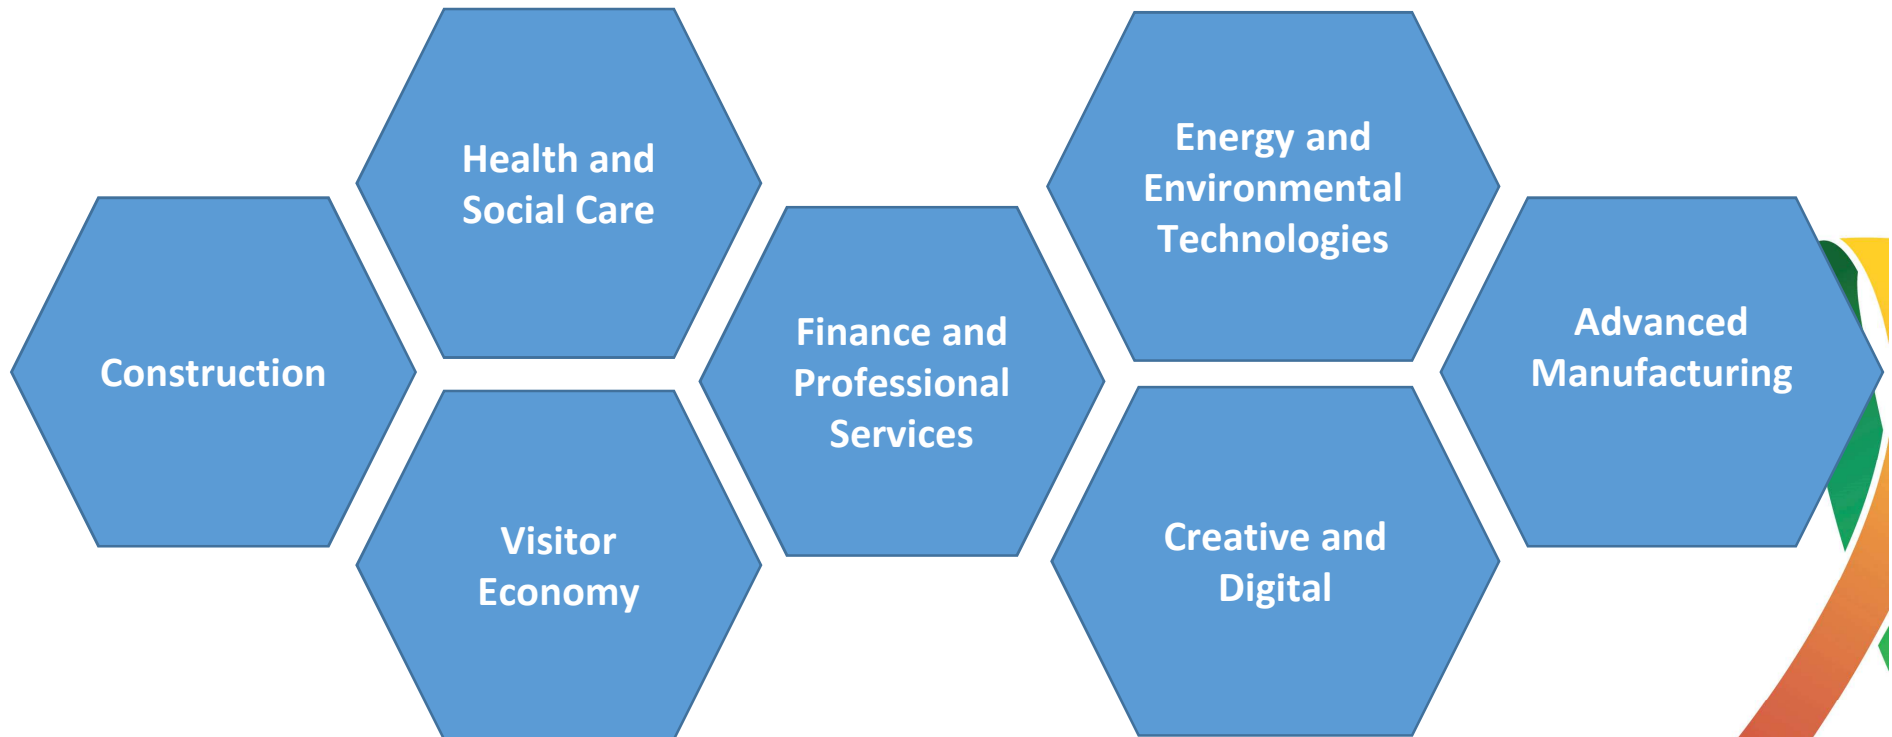 Construction
Health and
Social Care
Visitor
Economy
Finance and
Professional
Services
Energy and
Environmental
Technologies
Creative and
Digital
Advanced
Manufacturing